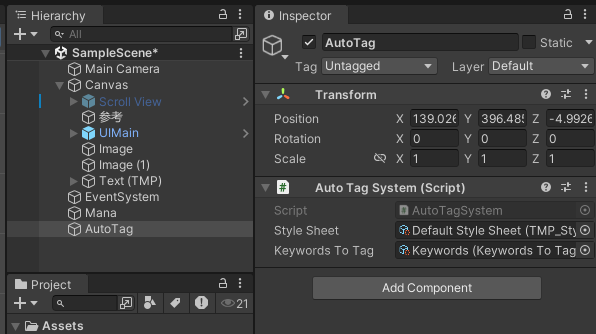 Hierarchy
All
SampleScene*
Main Camera
Canvas
Scroll View
参考
UIMain
Image
Image (1)
Text (TMP)
EventSystem
Mana
AutoTag
Project
21
Assets
Inspector
AutoTag
Static
Tag Untagged Layer Default
Transform
Position X 139.026 Y 396.485 Z -4.9926
Rotation X 0 Y 0 Z 0
Scale X 1 Y 1 Z 1
# Auto Tag System (Script)
Script # AutoTagSystem
Style Sheet Default Style Sheet (TMP_Sty
Keywords To Tag Keywords (Keywords To Tag
Add Component